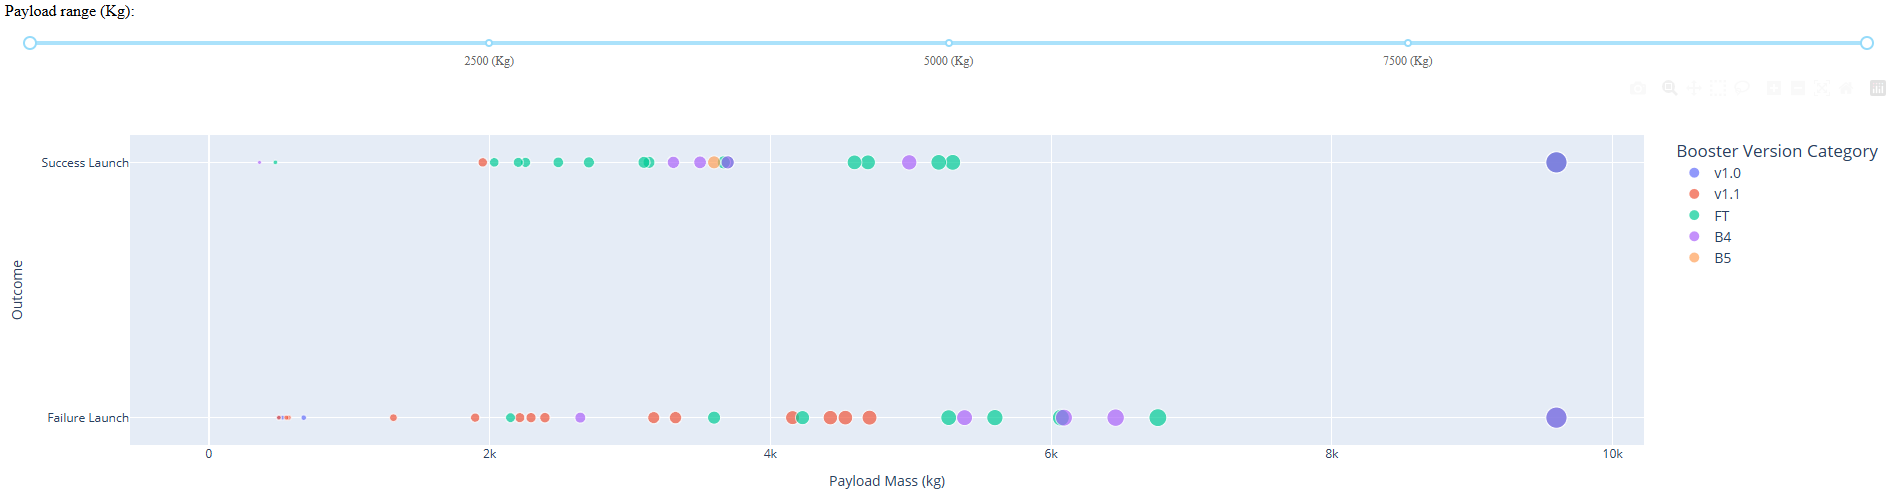 Payload range (Kg):
2500 (Kg) 5000 (Kg) 7500 (Kg)
Booster Version Category
v1.0
v1.1
FT
B4
B5
Success Launch
Outcome
Failure Launch
0 2k 4k 6k 8k 10k
Payload Mass (kg)